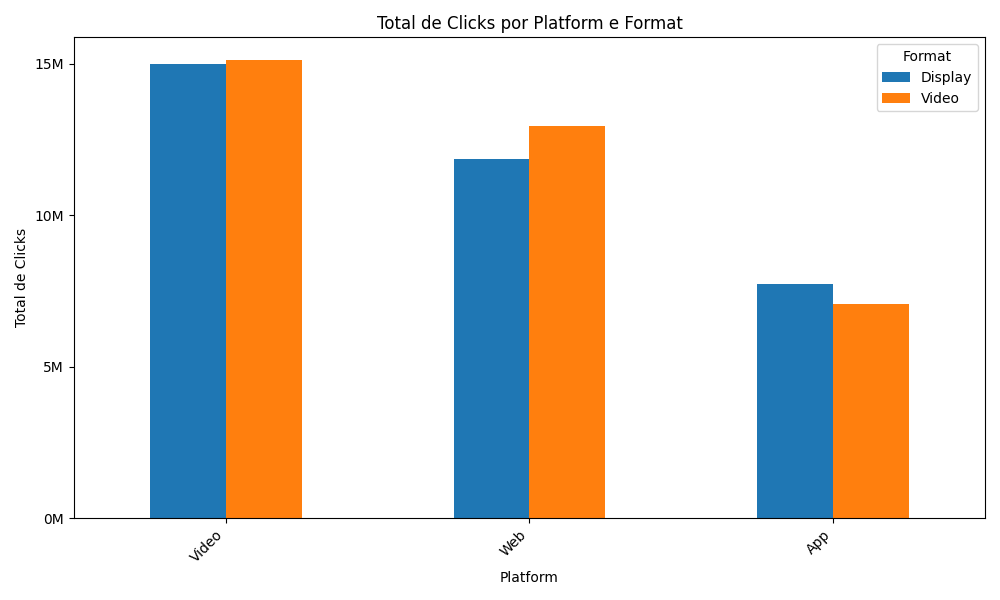 Total de Clicks por Platform e Format
Format
Display
Video
15M
10M
5M
0M
Total de Clicks
Video
Web
App
Platform